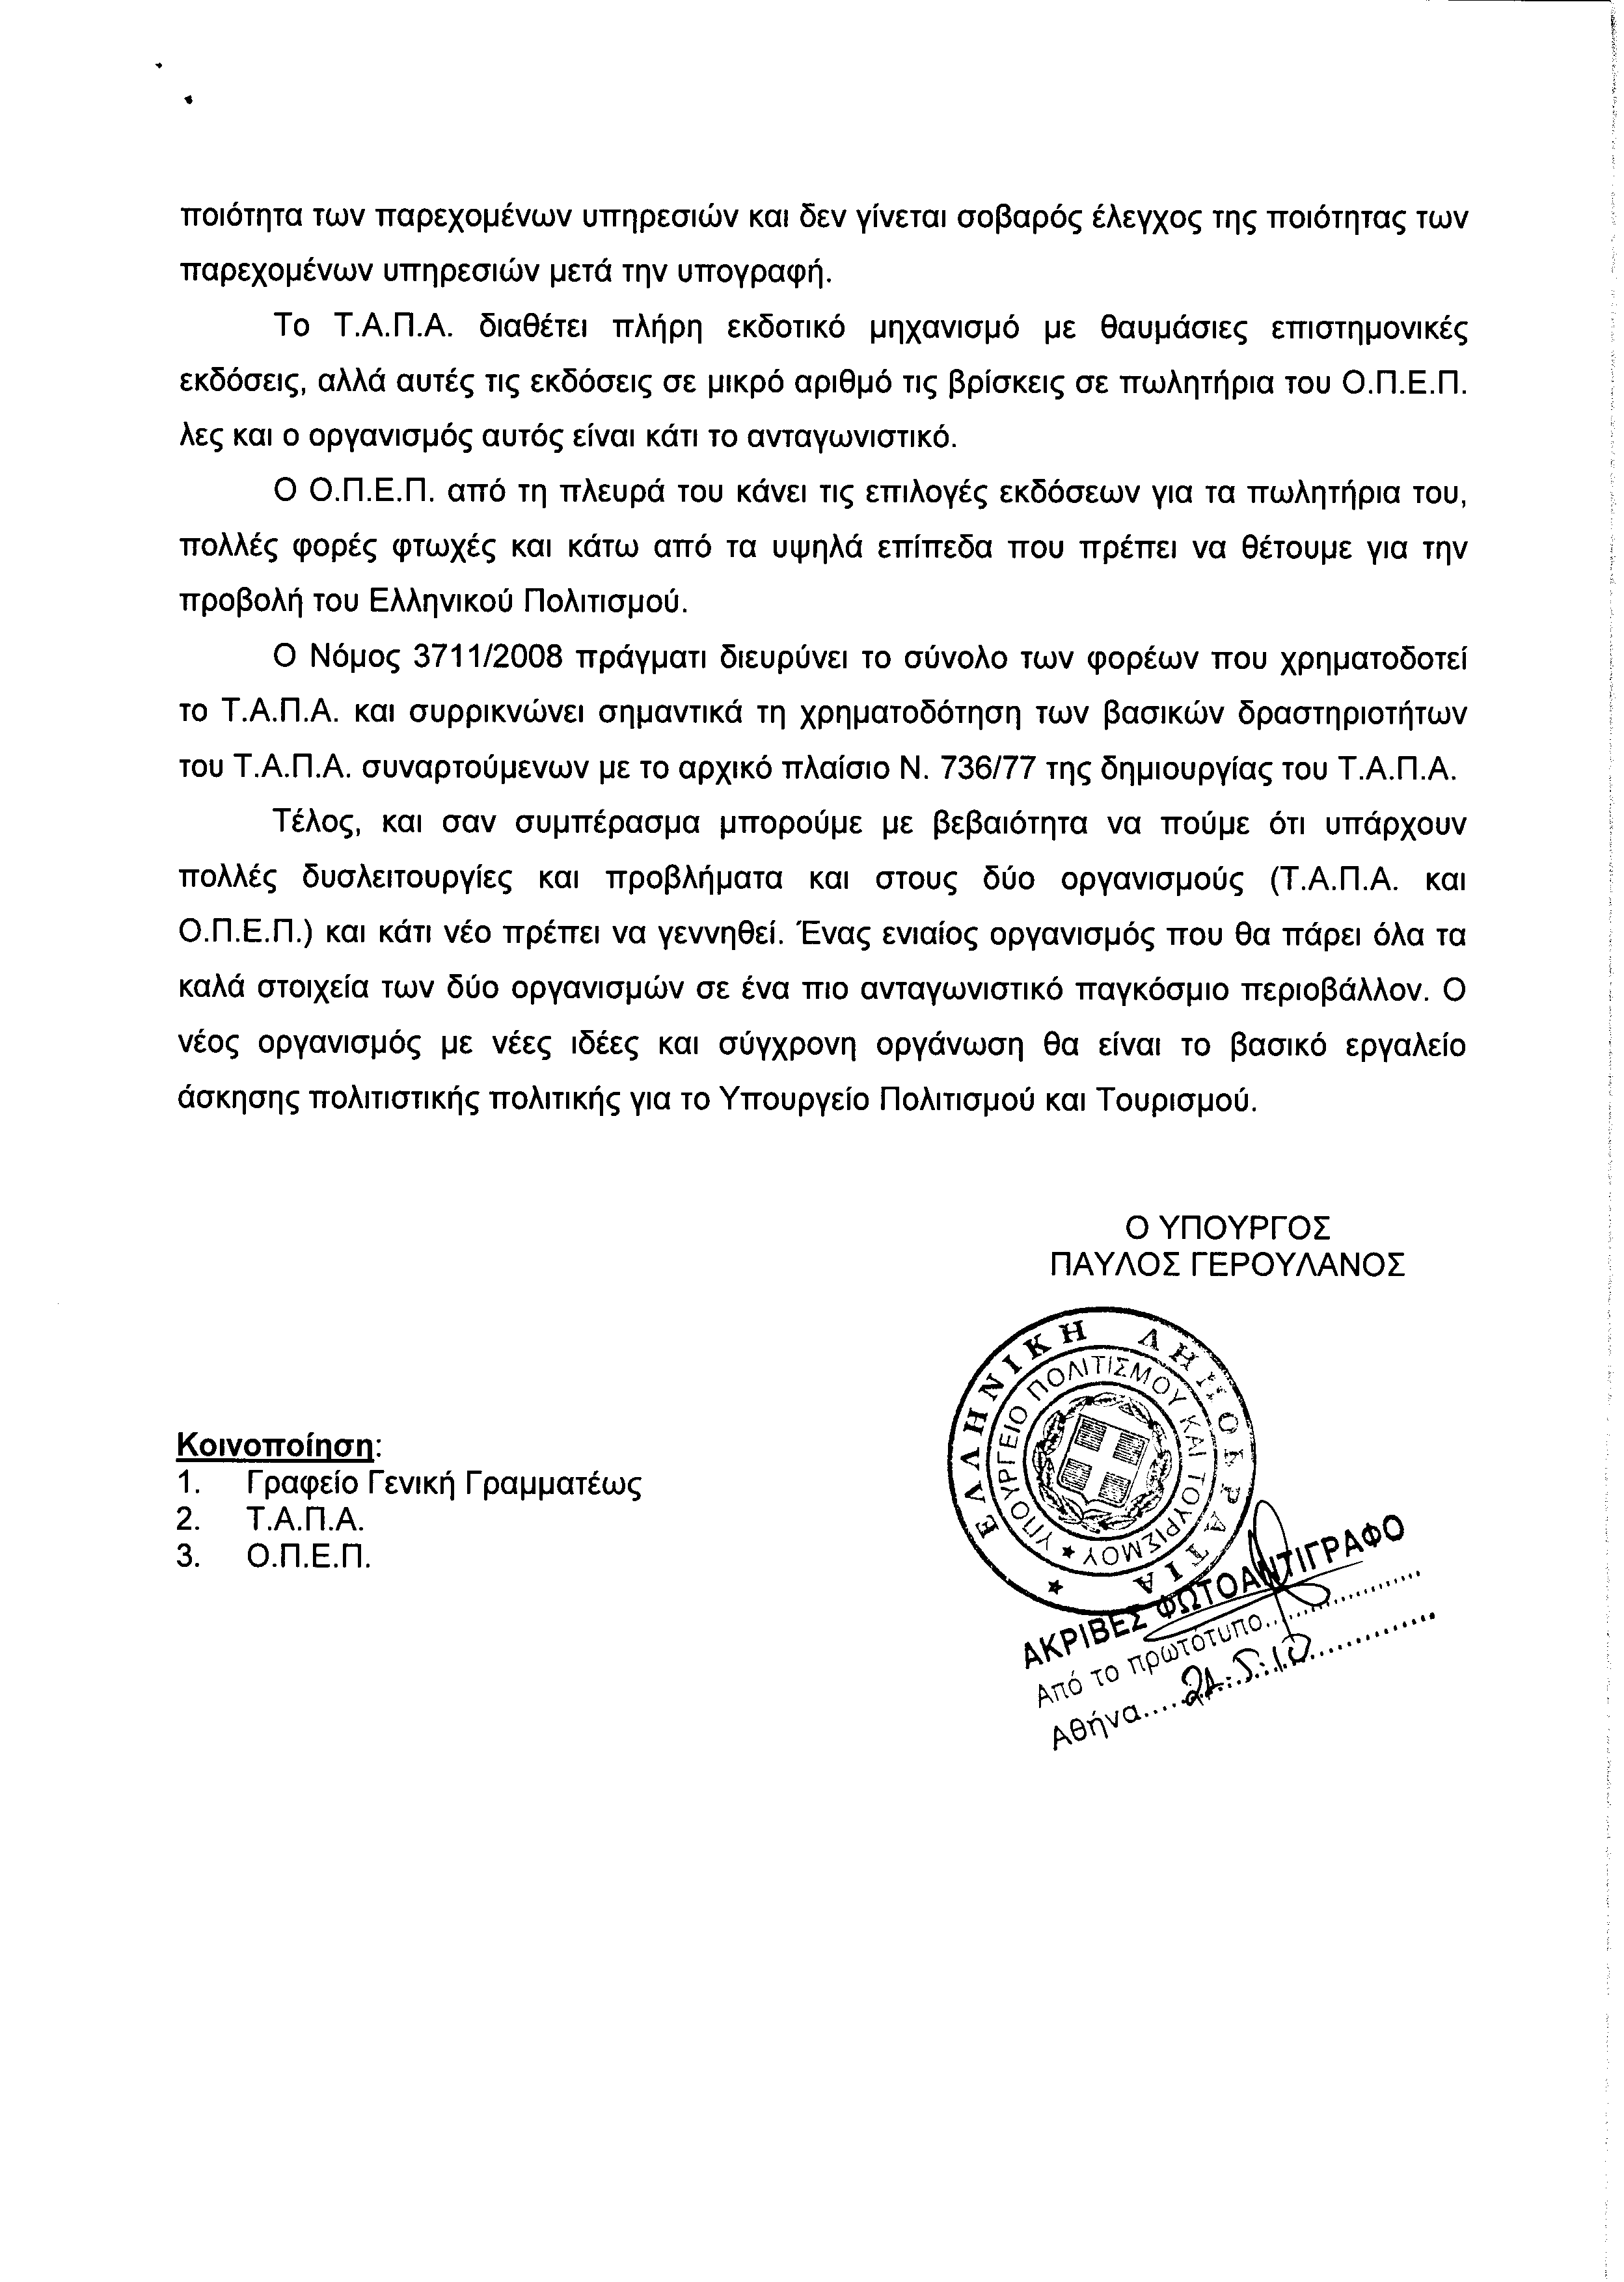 ποιότητα των παρεχομένων υπηρεσιών και δεν γίνεται σοβαρός έλεγχος της ποιότητας των
παρεχομένων υπηρεσιών μετά την υπογραφή.
Το Τ.Α.Π.Α. διαθέτει πλήρη εκδοτικό μηχανισμό με θαυμάσιες επιστημονικές
εκδόσεις, αλλά αυτές τις εκδόσεις σε μικρό αριθμό τις βρίσκεις σε πωλητήρια του Ο.Π.Ε.Π.
λες και ο οργανισμός αυτός είναι κάτι το ανταγωνιστικό.
Ο Ο.Π.Ε.Π. από τη πλευρά του κάνει τις επιλογές εκδόσεων για τα πωλητήρια του,
πολλές φορές φτωχές και κάτω από τα υψηλά επίπεδα που πρέπει να θέτουμε για την
προβολή του Ελληνικού Πολιτισμού.
Ο Νόμος 3711/2008 πράγματι διευρύνει το σύνολο των φορέων που χρηματοδοτεί
το Τ.Α.Π.Α. και συρρικνώνει σημαντικά τη χρηματοδότηση των βασικών δραστηριοτήτων
του Τ.Α.Π.Α. συναρτούμενων με το αρχικό πλαίσιο Ν. 736/77 της δημιουργίας του Τ.Α.Π.Α.
Τέλος, και σαν συμπέρασμα μπορούμε με βεβαιότητα να πούμε ότι υπάρχουν
πολλές δυσλειτουργίες και προβλήματα και στους δύο οργανισμούς (Τ.Α.Π.Α. και
Ο.Π.Ε.Π.) και κάτι νέο πρέπει να γεννηθεί. Ένας ενιαίος οργανισμός που θα πάρει όλα τα
καλά στοιχεία των δύο οργανισμών σε ένα πιο ανταγωνιστικό παγκόσμιο περιοβάλλον. Ο
νέος οργανισμός με νέες ιδέες και σύγχρονη οργάνωση θα είναι το βασικό εργαλείο
άσκησης πολιτιστικής πολιτικής για το Υπουργείο Πολιτισμού και Τουρισμού.
Ο ΥΠΟΥΡΓΟΣ
ΠΑΥΛΟΣ ΓΕΡΟΥΛΑΝΟΣ
ΕΛΛΗΝΙΚΗ ΔΗΜΟΚΡΑΤΙΑ
ΥΠΟΥΡΓΕΙΟ ΠΟΛΙΤΙΣΜΟΥ ΚΑΙ ΤΟΥΡΙΣΜΟΥ
Κοινοποίηση:
1. Γραφείο Γενική Γραμματέως
2. Τ.Α.Π.Α.
3. Ο.Π.Ε.Π.
ΑΚΡΙΒΕΣ ΦΩΤΟΑΝΤΙΓΡΑΦΟ
Από το πρωτότυπο
Αθήνα